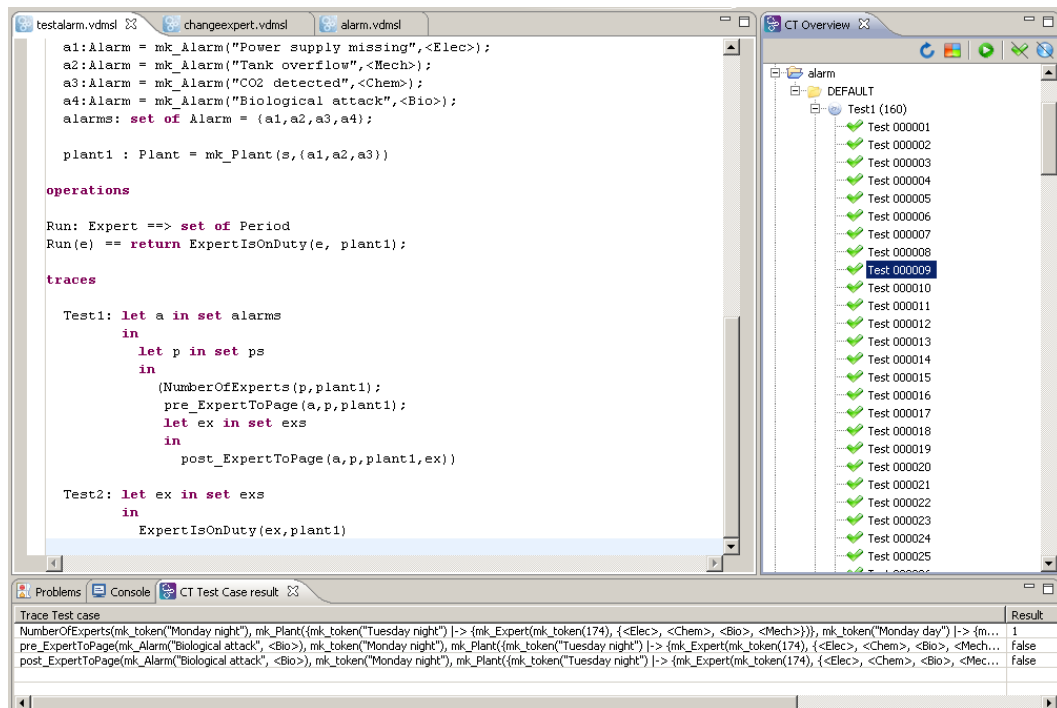 testalarm.vdmsl
changeexpert.vdmsl
alarm.vdmsl
a1:Alarm = mk_Alarm("Power supply missing",<Elec>);
a2:Alarm = mk_Alarm("Tank overflow",<Mech>);
a3:Alarm = mk_Alarm("CO2 detected",<Chem>);
a4:Alarm = mk_Alarm("Biological attack",<Bio>);
alarms: set of Alarm = {a1,a2,a3,a4};
plant1 : Plant = mk_Plant(s,{a1,a2,a3})
operations
Run: Expert ==> set of Period
Run(e) == return ExpertIsOnDuty(e, plant1);
traces
Test1: let a in set alarms
in
let p in set ps
in
(NumberOfExperts(p,plant1);
pre_ExpertToPage(a,p,plant1);
let ex in set exs
in
post_ExpertToPage(a,p,plant1,ex))
Test2: let ex in set exs
in
ExpertIsOnDuty(ex,plant1)
CT Overview
alarm
DEFAULT
Test1 (160)
Test 000001
Test 000002
Test 000003
Test 000004
Test 000005
Test 000006
Test 000007
Test 000008
Test 000009
Test 000010
Test 000011
Test 000012
Test 000013
Test 000014
Test 000015
Test 000016
Test 000017
Test 000018
Test 000019
Test 000020
Test 000021
Test 000022
Test 000023
Test 000024
Test 000025
Problems
Console
CT Test Case result
Trace Test case Result
NumberOfExperts(mk_token("Monday night"), mk_Plant({mk_token("Tuesday night") |-> {mk_Expert(mk_token(174), {<Elec>, <Chem>, <Bio>, <Mech>})}, mk_token("Monday day") |-> {m... 1
pre_ExpertToPage(mk_Alarm("Biological attack", <Bio>), mk_token("Monday night"), mk_Plant({mk_token("Tuesday night") |-> {mk_Expert(mk_token(174), {<Elec>, <Chem>, <Bio>, <Mech... false
post_ExpertToPage(mk_Alarm("Biological attack", <Bio>), mk_token("Monday night"), mk_Plant({mk_token("Tuesday night") |-> {mk_Expert(mk_token(174), {<Elec>, <Chem>, <Bio>, <Mec... false